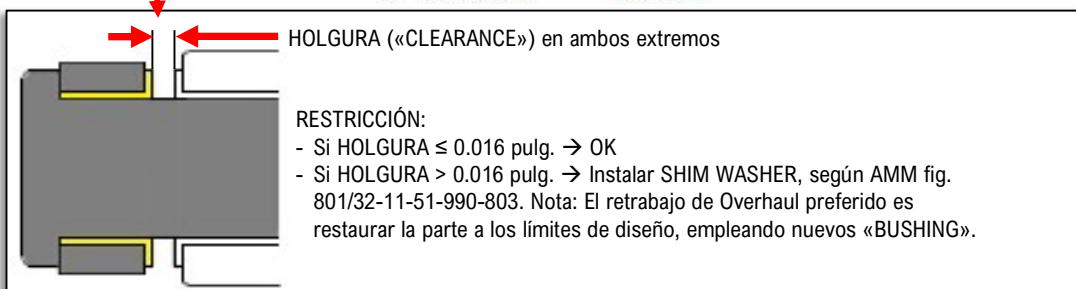 HOLGURA («CLEARANCE») en ambos extremos
RESTRICCIÓN:
- Si HOLGURA ≤ 0.016 pulg. → OK
- Si HOLGURA > 0.016 pulg. → Instalar SHIM WASHER, según AMM fig.
801/32-11-51-990-803. Nota: El retrabajo de Overhaul preferido es
restaurar la parte a los límites de diseño, empleando nuevos «BUSHING».